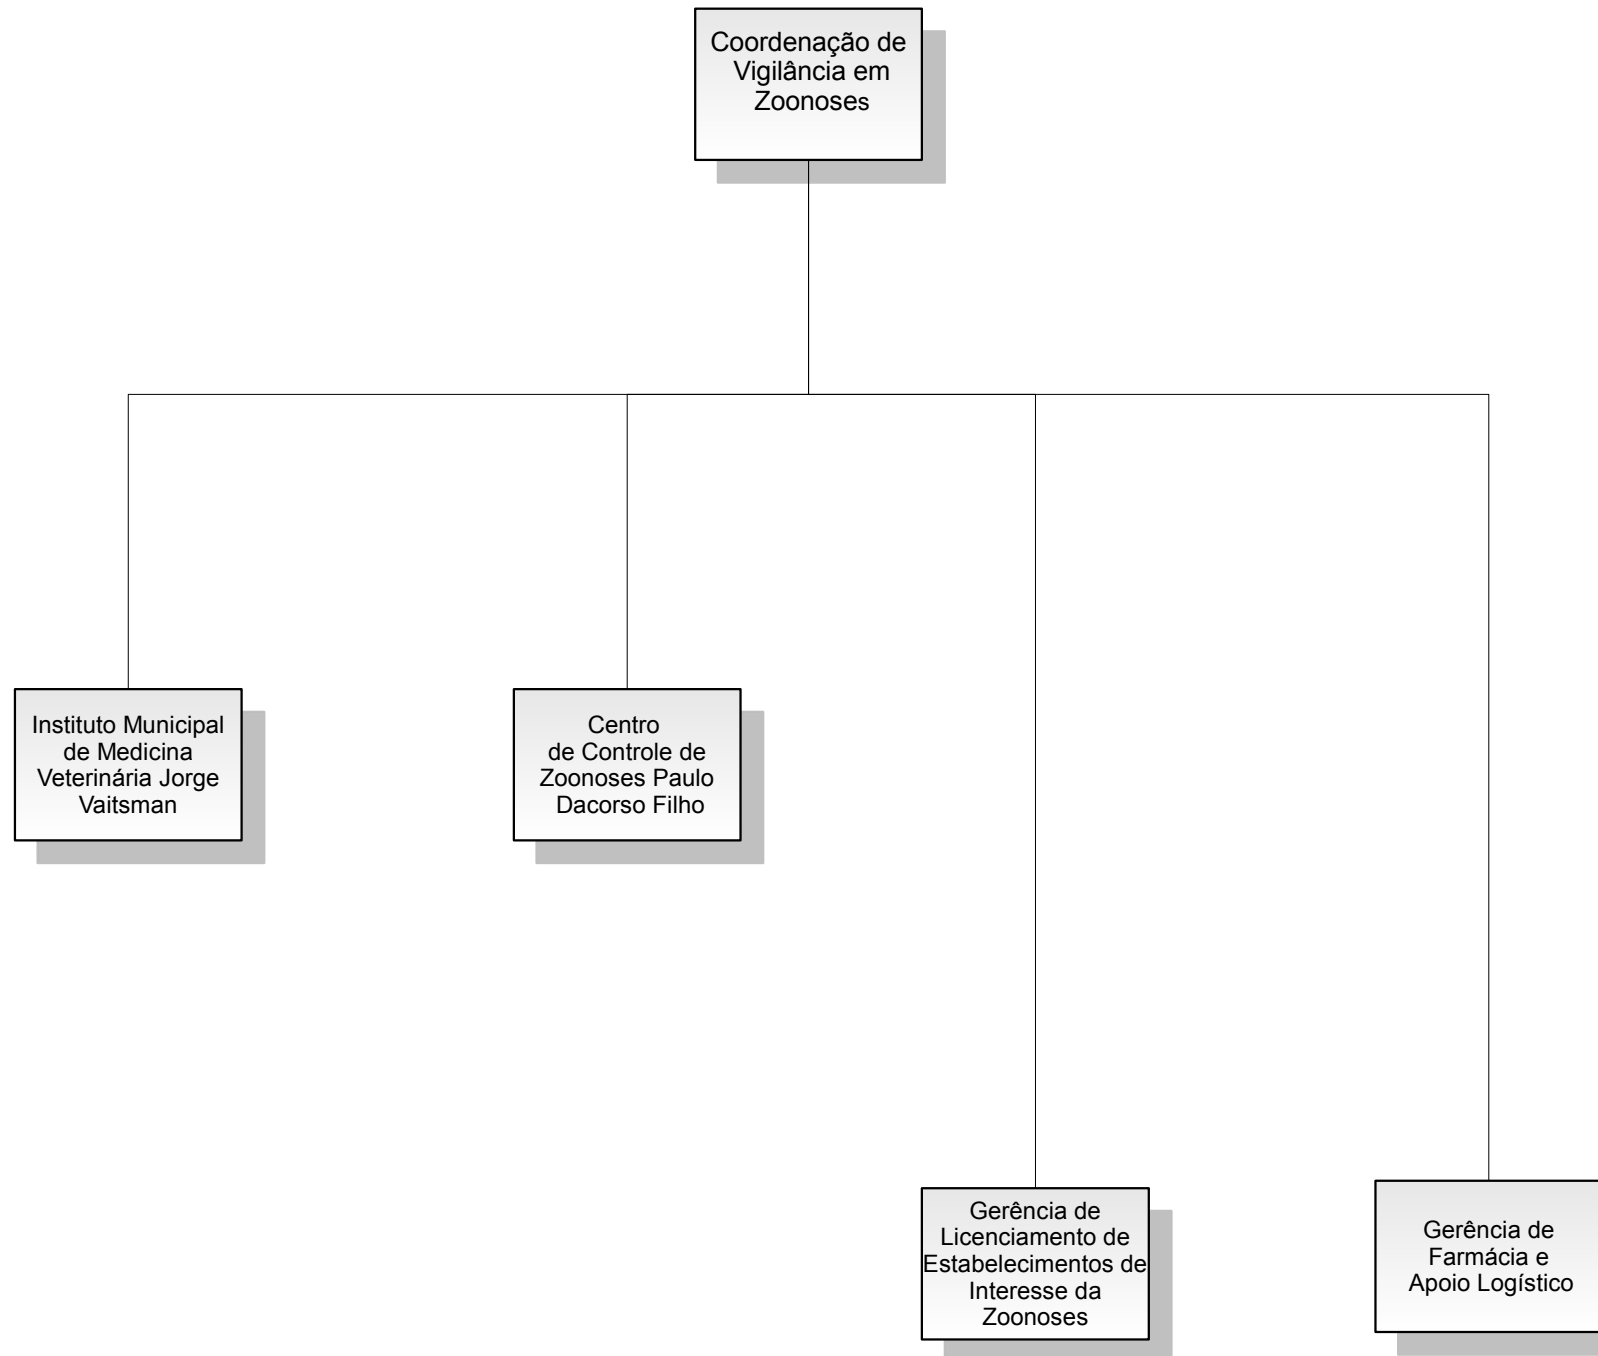 Coordenação de
Vigilância em
Zoonoses
Instituto Municipal
de Medicina
Veterinária Jorge
Vaitsman
Centro
de Controle de
Zoonoses Paulo
Dacorso Filho
Gerência de
Licenciamento de
Estabelecimentos de
Interesse da
Zoonoses
Gerência de
Farmácia e
Apoio Logístico